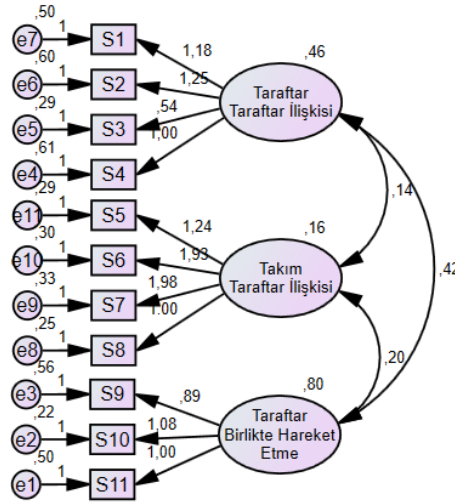 ,50
e7 1 S1
,60
e6 1 S2
,29
e5 1 S3
,61
e4 1 S4
,29
e11 1 S5
,30
e10 1 S6
,33
e9 1 S7
,25
e8 1 S8
,56
e3 1 S9
,22
e2 1 S10
,50
e1 1 S11
1,18
1,25
,54
1,00
,46
Taraftar
Taraftar İlişkisi
1,24
1,93
1,98
1,00
,16
Takım
Taraftar İlişkisi
,89
1,08
1,00
,80
Taraftar
Birlikte Hareket
Etme
,14
,42
,20